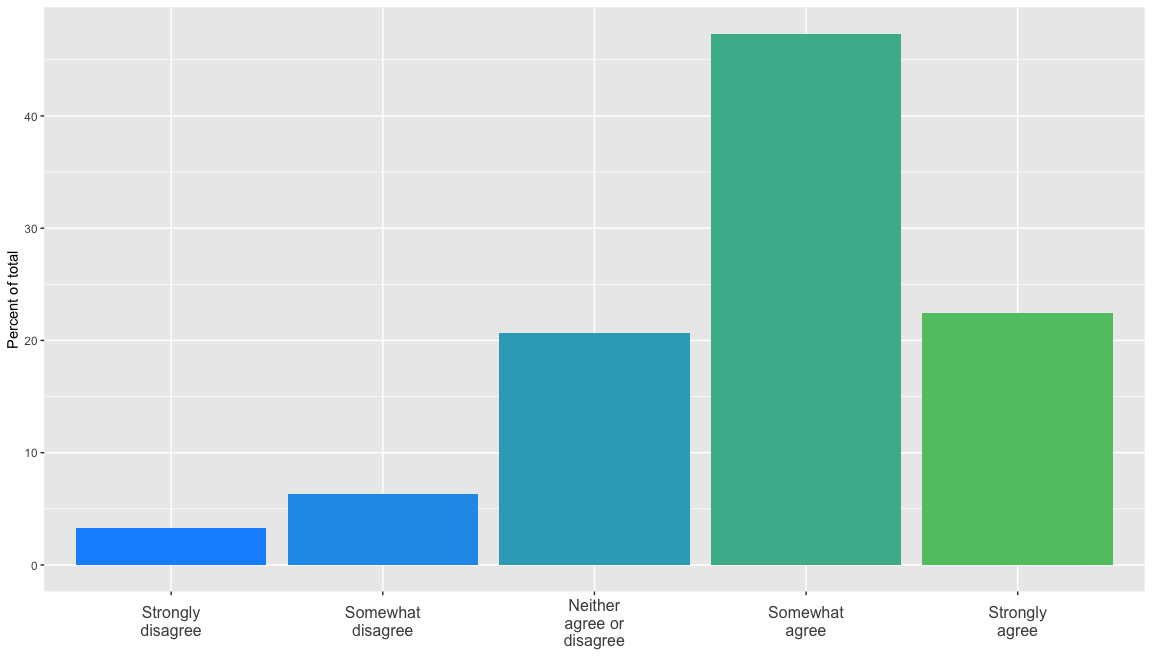 Percent of total
40
30
20
10
0
Strongly
disagree
Somewhat
disagree
Neither
agree or
disagree
Somewhat
agree
Strongly
agree